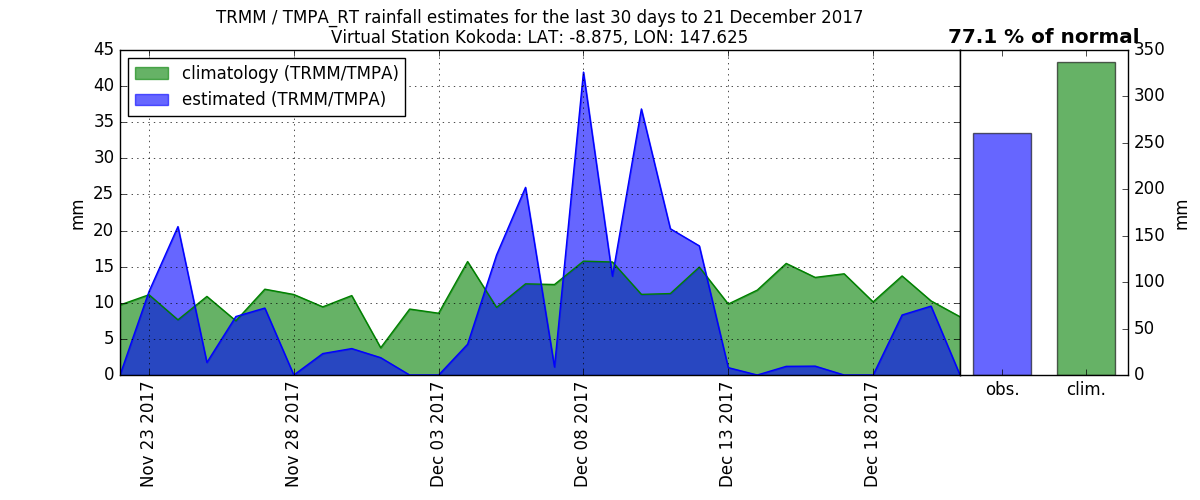 TRMM / TMPA_RT rainfall estimates for the last 30 days to 21 December 2017
Virtual Station Kokoda: LAT: -8.875, LON: 147.625
77.1 % of normal
climatology (TRMM/TMPA)
estimated (TRMM/TMPA)
45
40
35
30
25
20
15
10
5
0
mm
Nov 23 2017
Nov 28 2017
Dec 03 2017
Dec 08 2017
Dec 13 2017
Dec 18 2017
350
300
250
200
150
100
50
0
mm
obs.
clim.